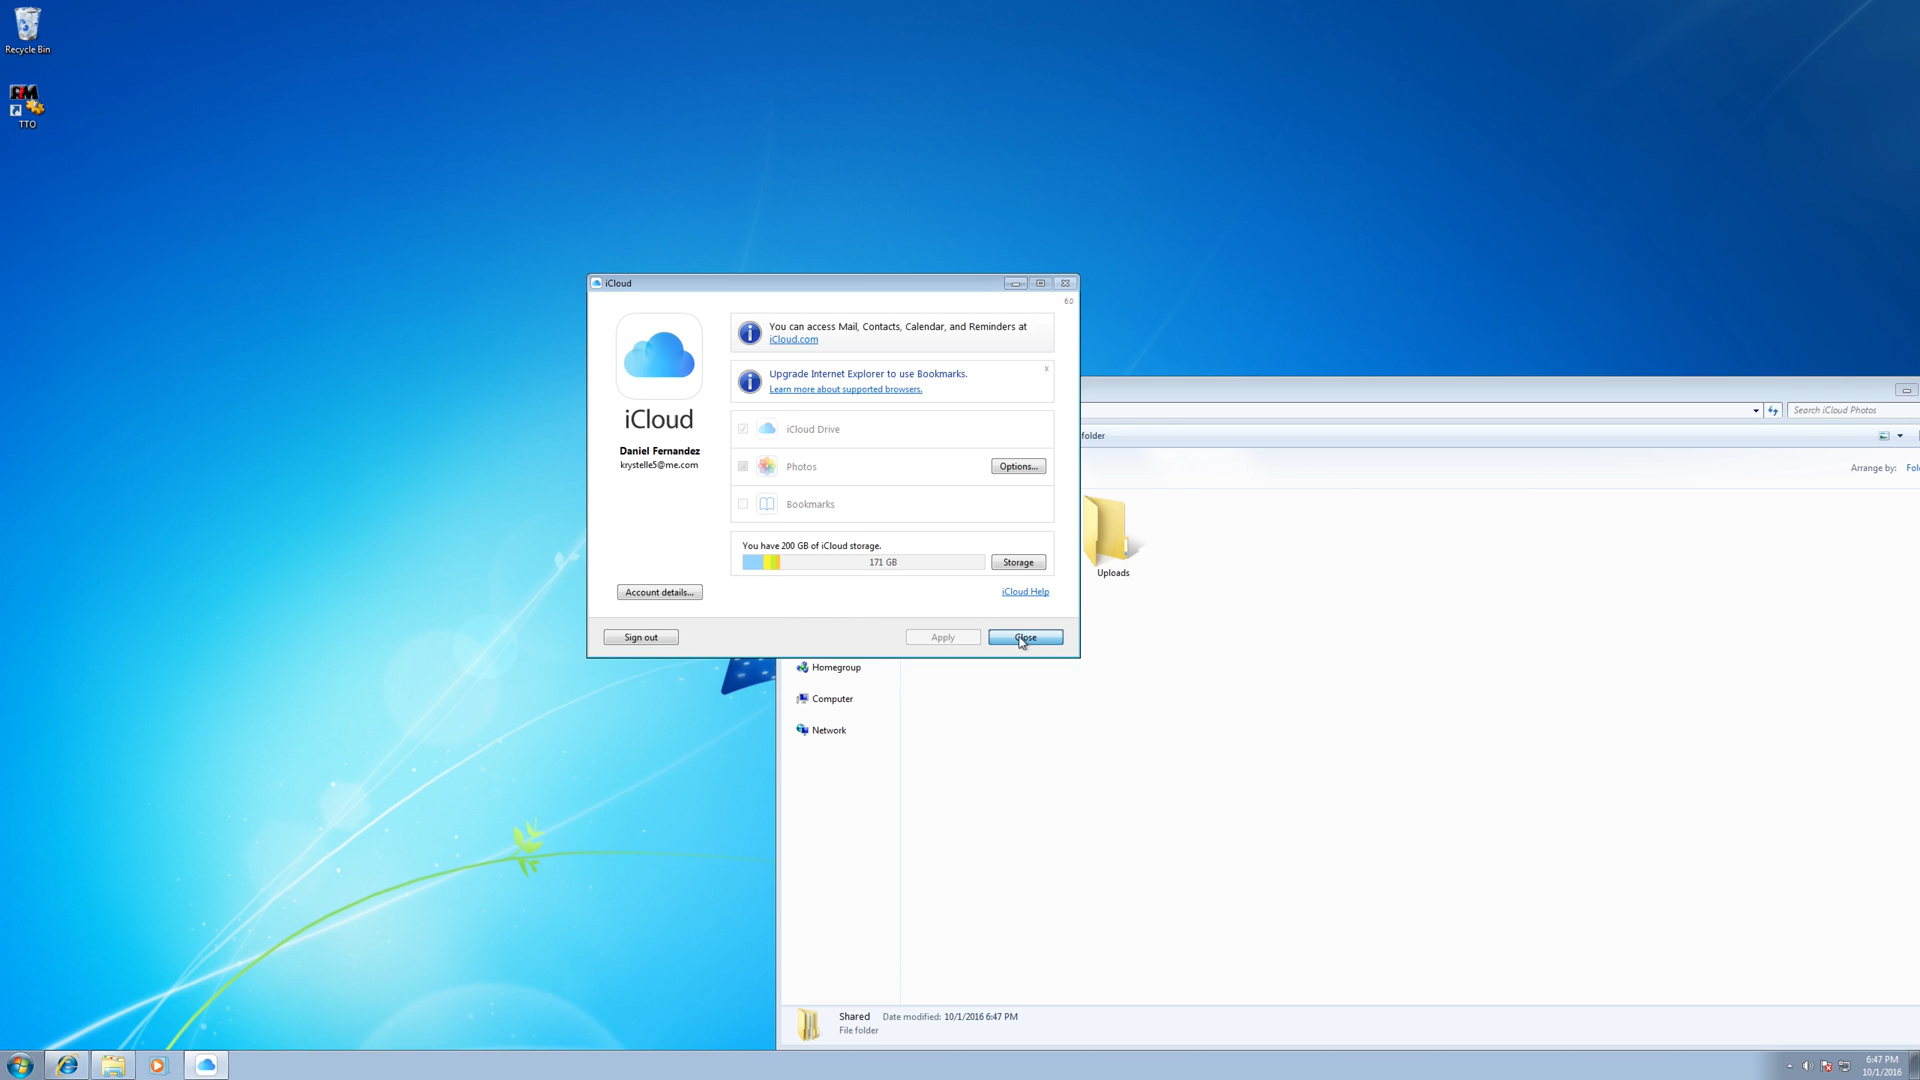 Recycle Bin
TTO
iCloud
6.0
You can access Mail, Contacts, Calendar, and Reminders at
iCloud.com
Upgrade Internet Explorer to use Bookmarks.
x
Learn more about supported browsers.
iCloud
Daniel Fernandez
krystelle5@me.com
iCloud Drive
Photos
Options...
Bookmarks
You have 200 GB of iCloud storage.
171 GB
Storage
Account details...
iCloud Help
Sign out
Apply
Close
Search iCloud Photos
folder
Arrange by: Fol
Uploads
Homegroup
Computer
Network
Shared Date modified: 10/1/2016 6:47 PM
File folder
6:47 PM
10/1/2016